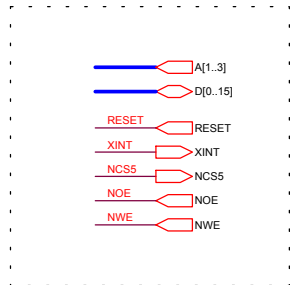 A[1..3]
D[0..15]
RESET RESET
XINT XINT
NCS5 NCS5
NOE NOE
NWE NWE